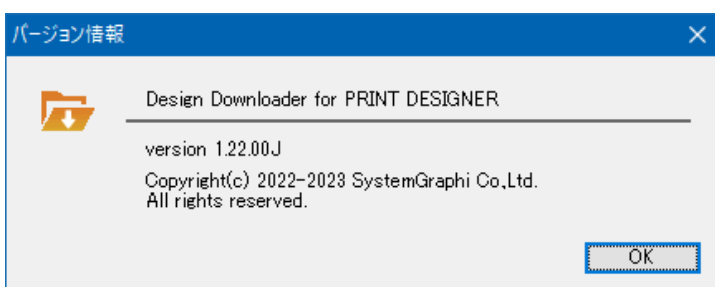 バージョン情報
Design Downloader for PRINT DESIGNER
version 1.22.00J
Copyright(c) 2022-2023 SystemGraphi Co,Ltd.
All rights reserved.
OK